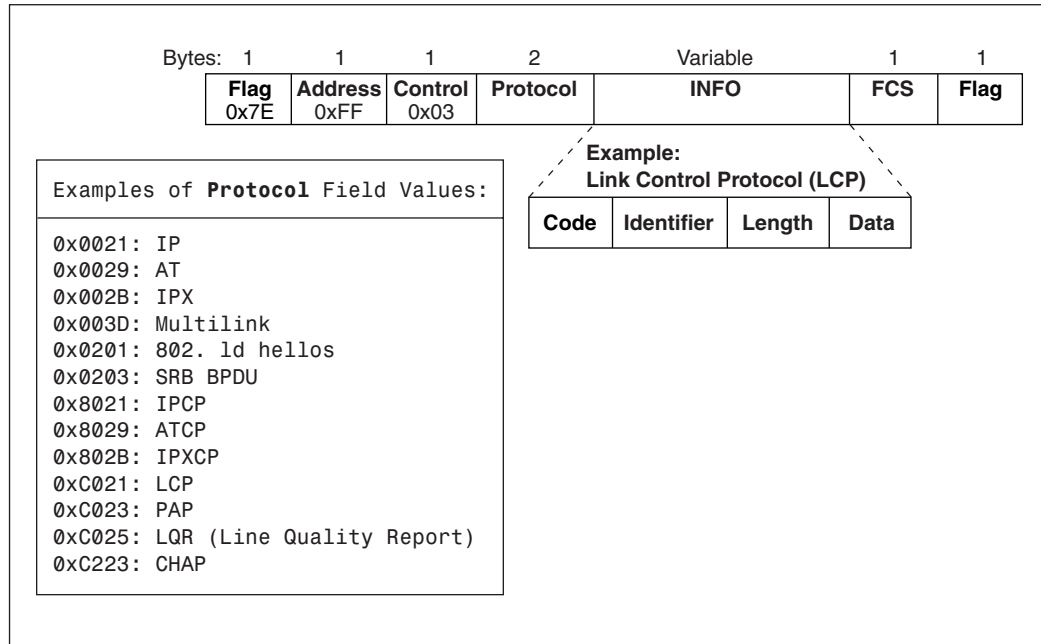 Bytes: 1 1 1 2 Variable 1 1
Flag Address Control Protocol INFO FCS Flag
0x7E 0xFF 0x03
Example:
Link Control Protocol (LCP)
Code Identifier Length Data
Examples of Protocol Field Values:
0x0021: IP
0x0029: AT
0x002B: IPX
0x003D: Multilink
0x0201: 802. ld hellos
0x0203: SRB BPDU
0x8021: IPCP
0x8029: ATCP
0x802B: IPXCP
0xC021: LCP
0xC023: PAP
0xC025: LQR (Line Quality Report)
0xC223: CHAP